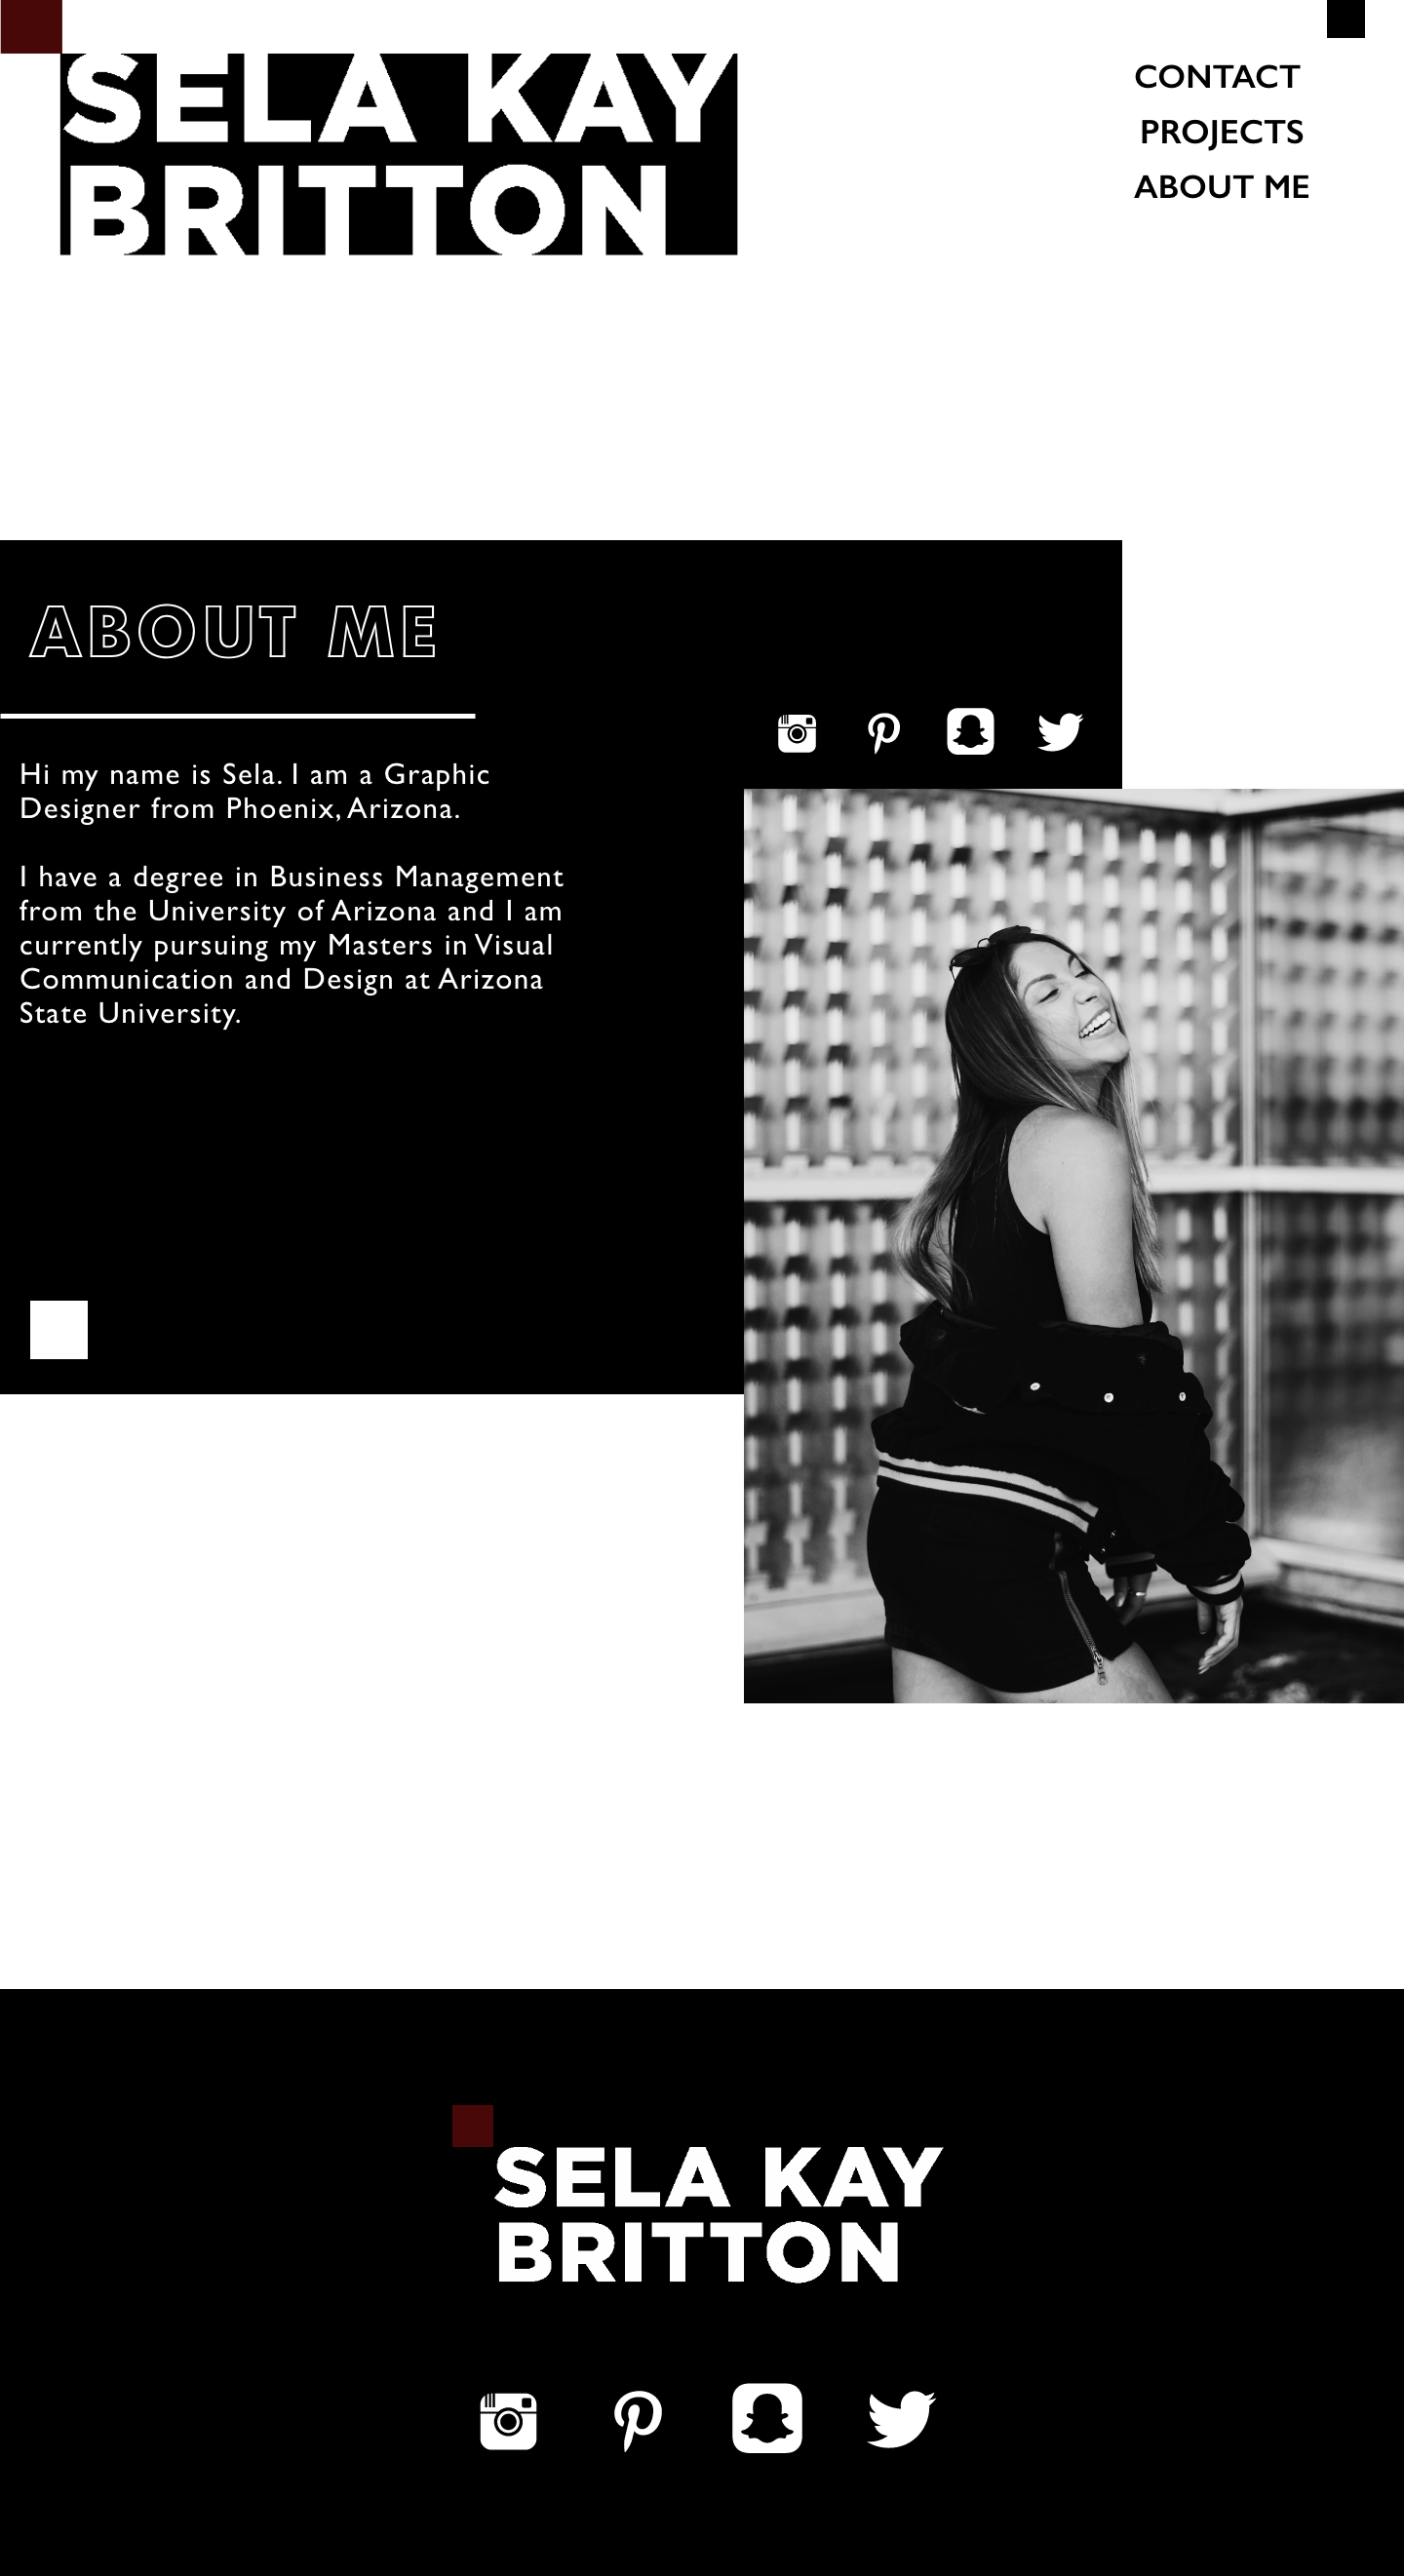 SELA KAY
BRITTON
CONTACT
PROJECTS
ABOUT ME
ABOUT ME
Hi my name is Sela. I am a Graphic
Designer from Phoenix, Arizona.
I have a degree in Business Management
from the University of Arizona and I am
currently pursuing my Masters in Visual
Communication and Design at Arizona
State University.
SELA KAY
BRITTON